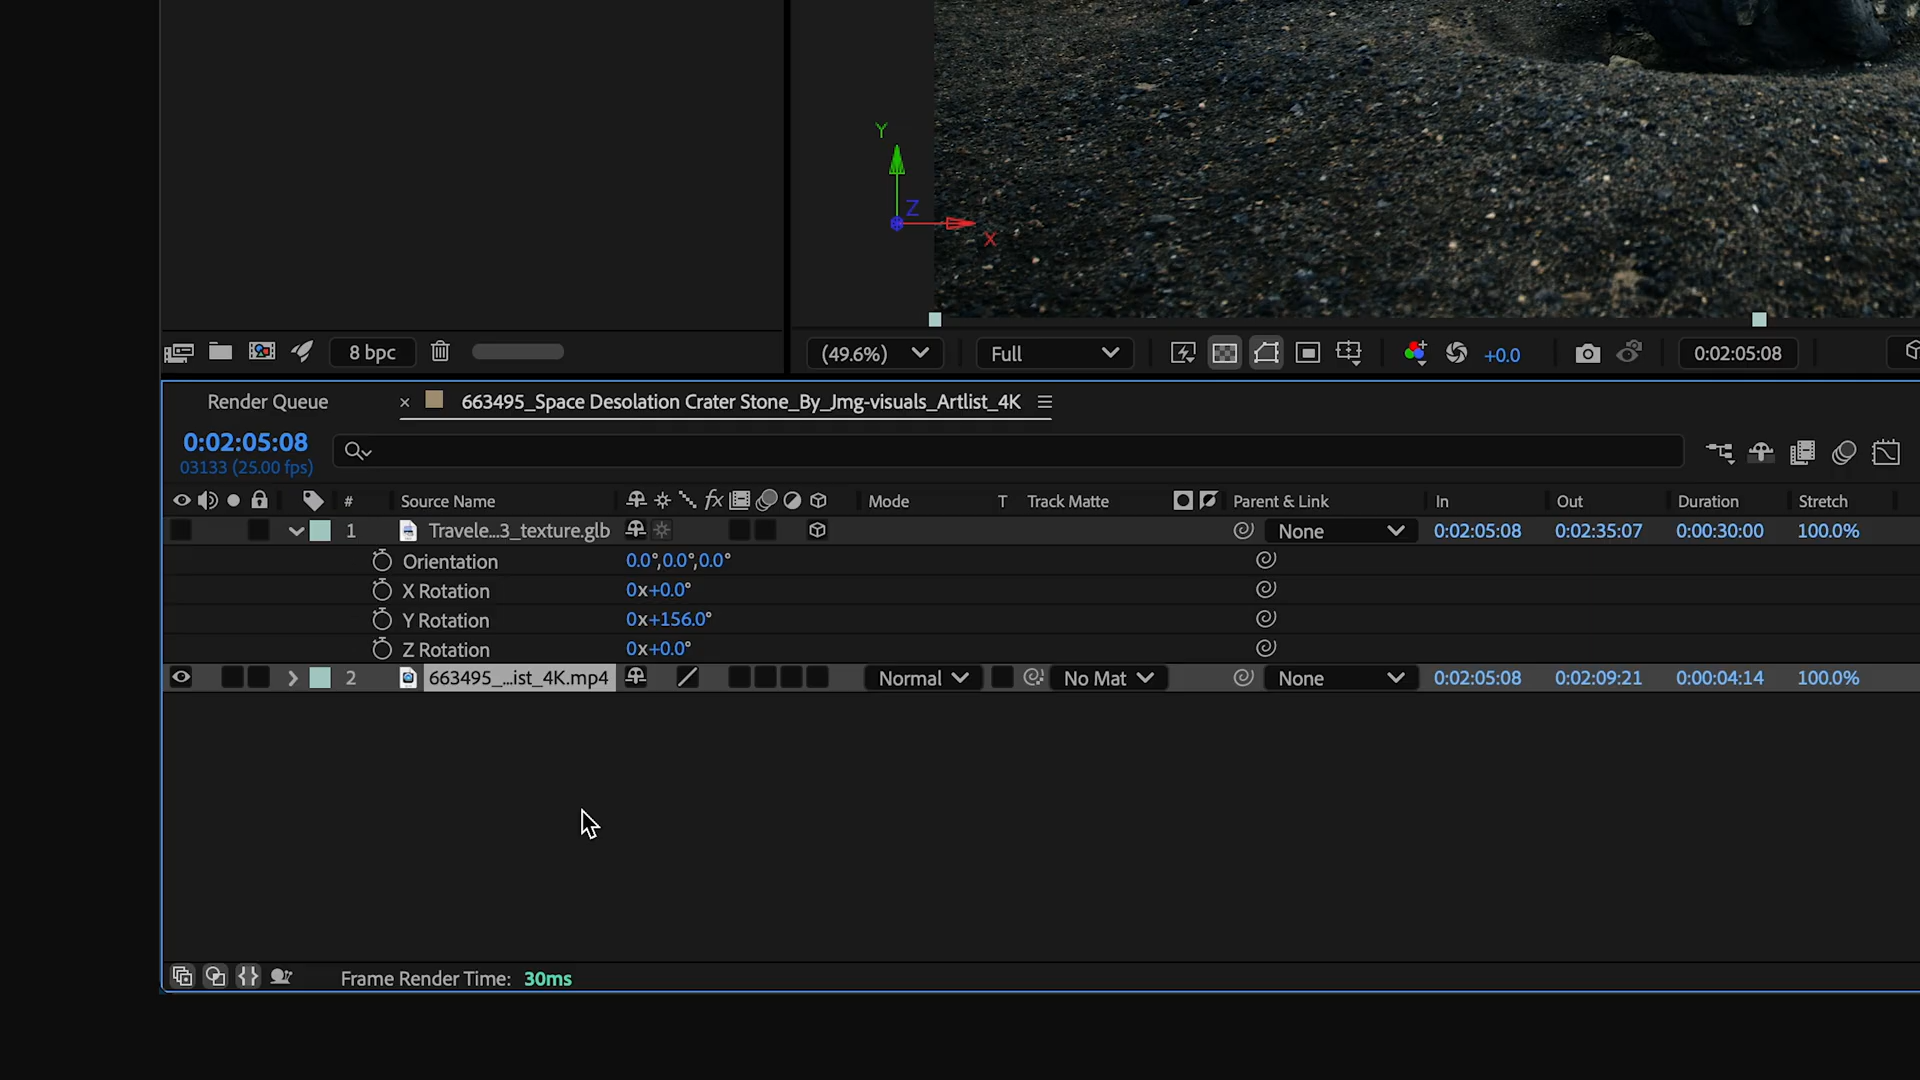 Y
Z
X
8 bpc
(49.6%)
Full
+0.0
0:02:05:08
Render Queue
× 663495_Space Desolation Crater Stone_By_Jmg-visuals_Artlist_4K
0:02:05:08
03133 (25.00 fps)
# Source Name fx Mode T Track Matte Parent & Link In Out Duration Stretch
1 Travele...3_texture.glb None 0:02:05:08 0:02:35:07 0:00:30:00 100.0%
Orientation 0.0°,0.0°,0.0°
X Rotation 0x+0.0°
Y Rotation 0x+156.0°
Z Rotation 0x+0.0°
2 663495_...ist_4K.mp4 Normal No Mat None 0:02:05:08 0:02:09:21 0:00:04:14 100.0%
Frame Render Time: 30ms